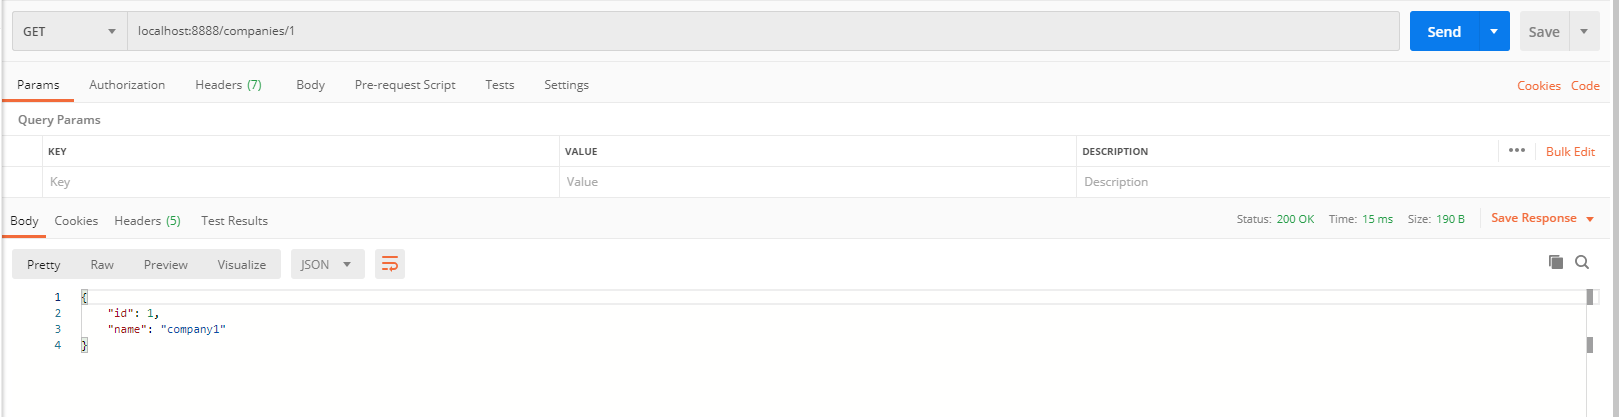 GET localhost:8888/companies/1 Send Save
Params Authorization Headers (7) Body Pre-request Script Tests Settings Cookies Code
Query Params
KEY VALUE DESCRIPTION ••• Bulk Edit
Key Value Description
Body Cookies Headers (5) Test Results Status: 200 OK Time: 15 ms Size: 190 B Save Response
Pretty Raw Preview Visualize JSON
1 {
2 "id": 1,
3 "name": "company1"
4 }